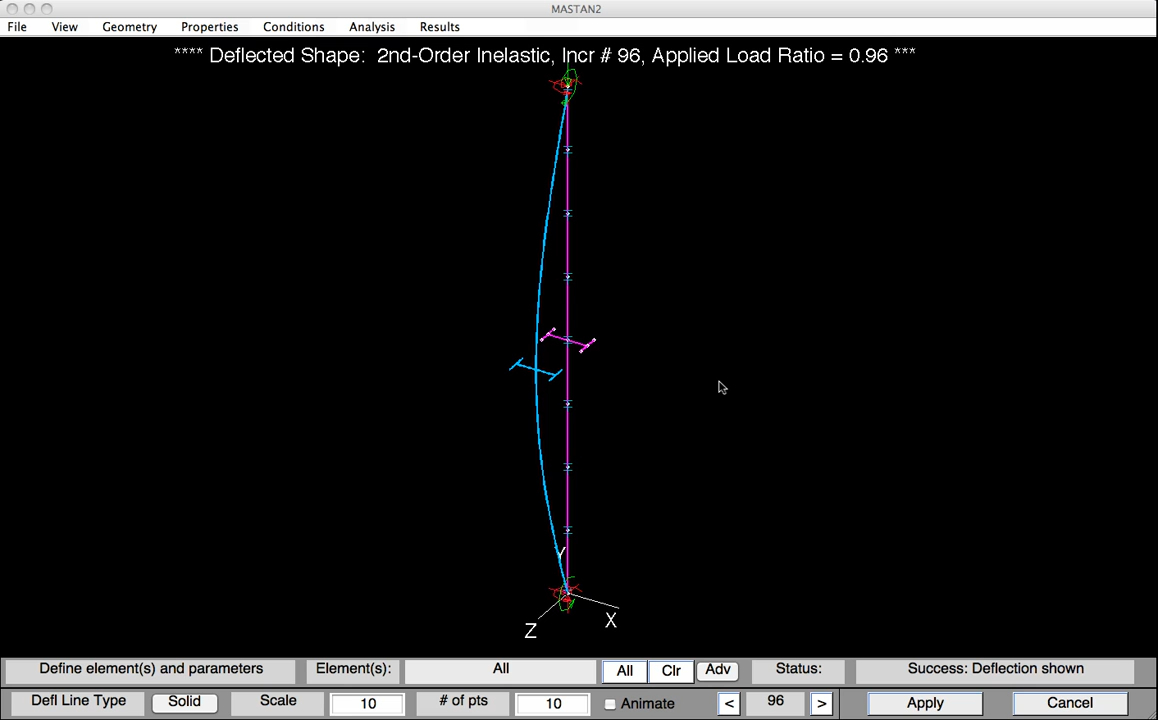 MASTAN2
File View Geometry Properties Conditions Analysis Results
**** Deflected Shape: 2nd-Order Inelastic, Incr # 96, Applied Load Ratio = 0.96 ***
Y
Z X
Define element(s) and parameters Element(s): All All Clr Adv Status: Success: Deflection shown
Defl Line Type Solid Scale 10 # of pts 10 Animate < 96 > Apply Cancel